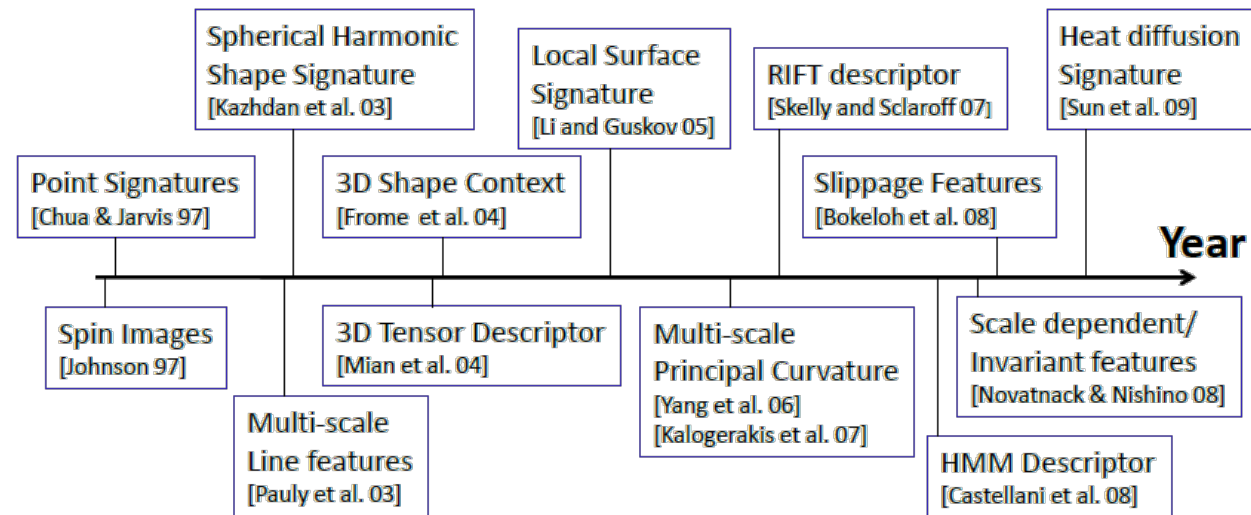 Spherical Harmonic
Shape Signature
[Kazhdan et al. 03]
Local Surface
Signature
[Li and Guskov 05]
RIFT descriptor
[Skelly and Sclaroff 07]
Heat diffusion
Signature
[Sun et al. 09]
Point Signatures
[Chua & Jarvis 97]
3D Shape Context
[Frome et al. 04]
Slippage Features
[Bokeloh et al. 08]
Year
Spin Images
[Johnson 97]
3D Tensor Descriptor
[Mian et al. 04]
Multi-scale
Principal Curvature
[Yang et al. 06]
[Kalogerakis et al. 07]
Scale dependent/
Invariant features
[Novatnack & Nishino 08]
Multi-scale
Line features
[Pauly et al. 03]
HMM Descriptor
[Castellani et al. 08]